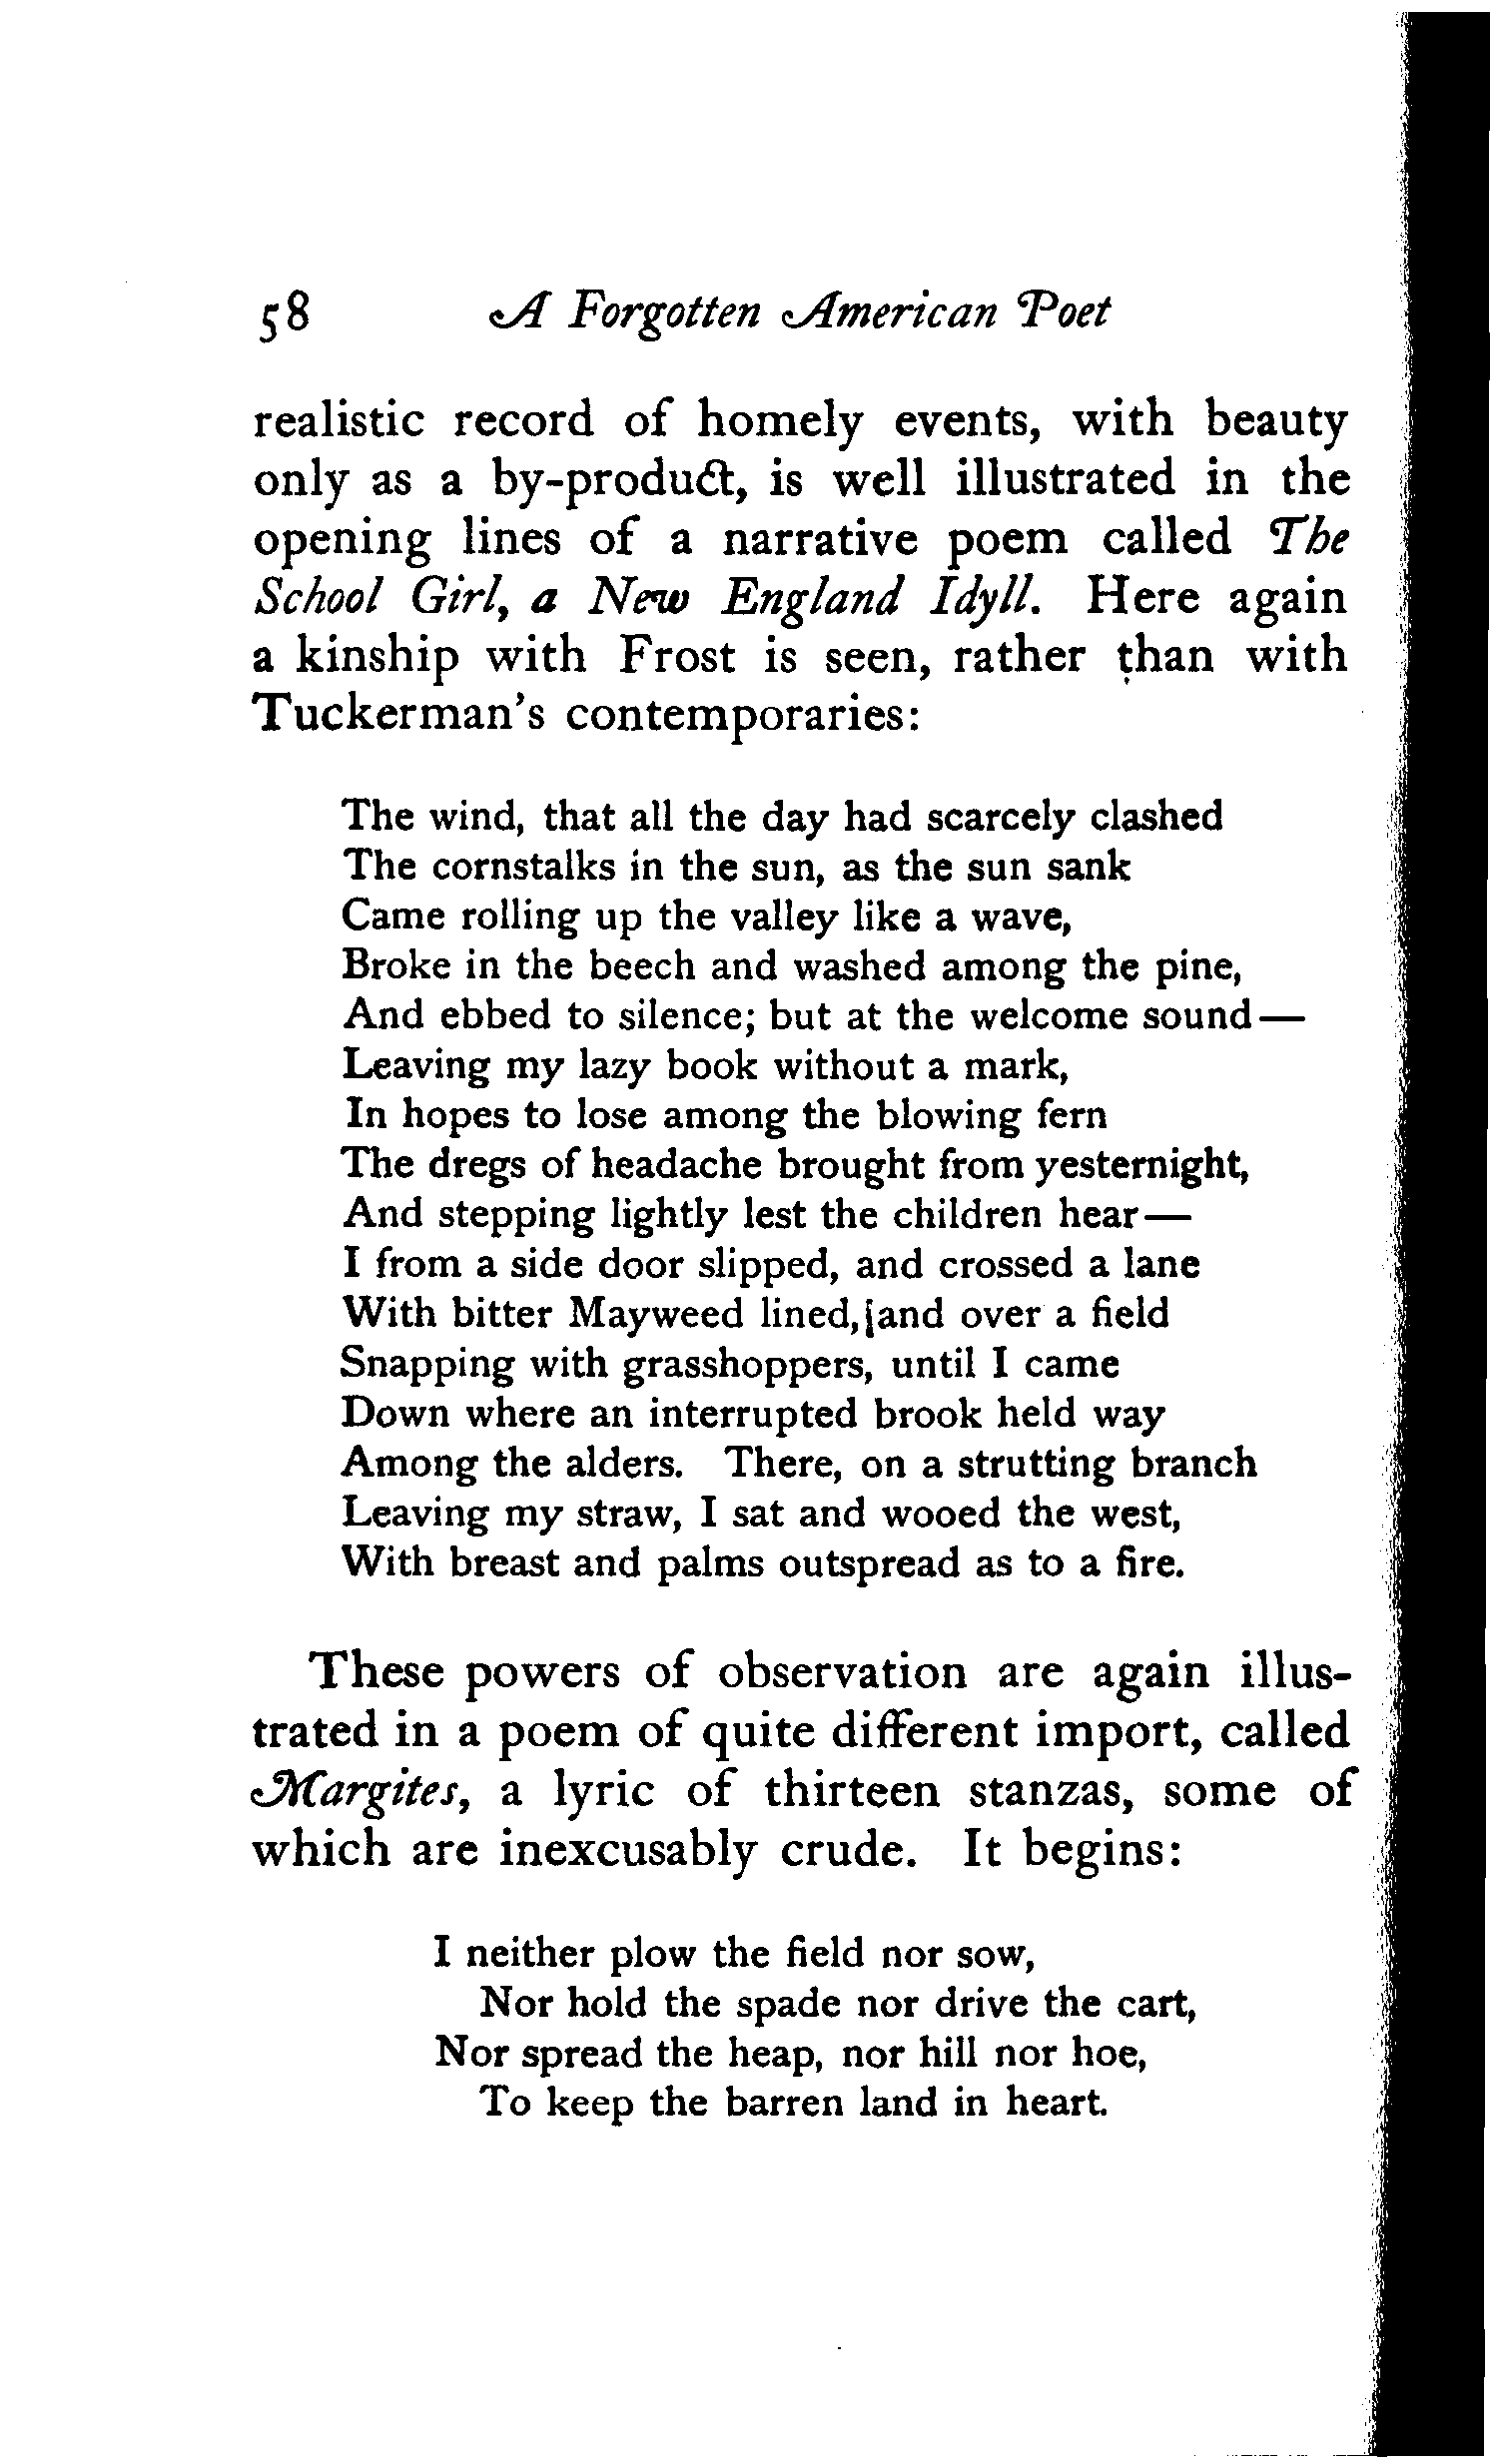 58 A Forgotten American Poet
realistic record of homely events, with beauty
only as a by-product, is well illustrated in the
opening lines of a narrative poem called The
School Girl, a New England Idyll. Here again
a kinship with Frost is seen, rather than with
Tuckerman's contemporaries:
The wind, that all the day had scarcely clashed
The cornstalks in the sun, as the sun sank
Came rolling up the valley like a wave,
Broke in the beech and washed among the pine,
And ebbed to silence; but at the welcome sound—
Leaving my lazy book without a mark,
In hopes to lose among the blowing fern
The dregs of headache brought from yesternight,
And stepping lightly lest the children hear—
I from a side door slipped, and crossed a lane
With bitter Mayweed lined, and over a field
Snapping with grasshoppers, until I came
Down where an interrupted brook held way
Among the alders. There, on a strutting branch
Leaving my straw, I sat and wooed the west,
With breast and palms outspread as to a fire.
These powers of observation are again illus-
trated in a poem of quite different import, called
Margites, a lyric of thirteen stanzas, some of
which are inexcusably crude. It begins:
I neither plow the field nor sow,
Nor hold the spade nor drive the cart,
Nor spread the heap, nor hill nor hoe,
To keep the barren land in heart.